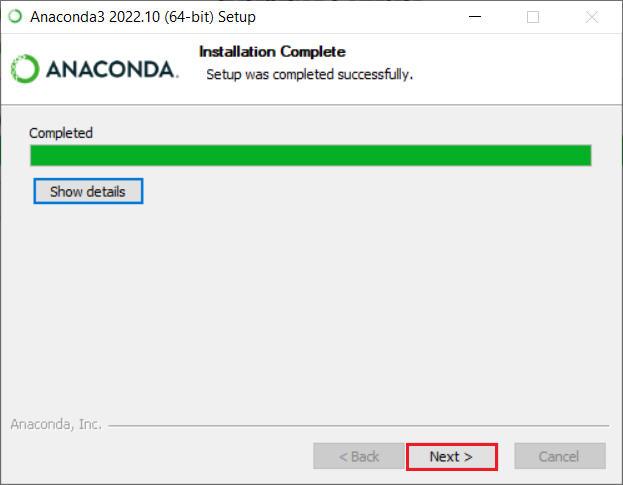 Anaconda3 2022.10 (64-bit) Setup
Installation Complete
ANACONDA.
Setup was completed successfully.
Completed
Show details
Anaconda, Inc.
< Back
Next >
Cancel